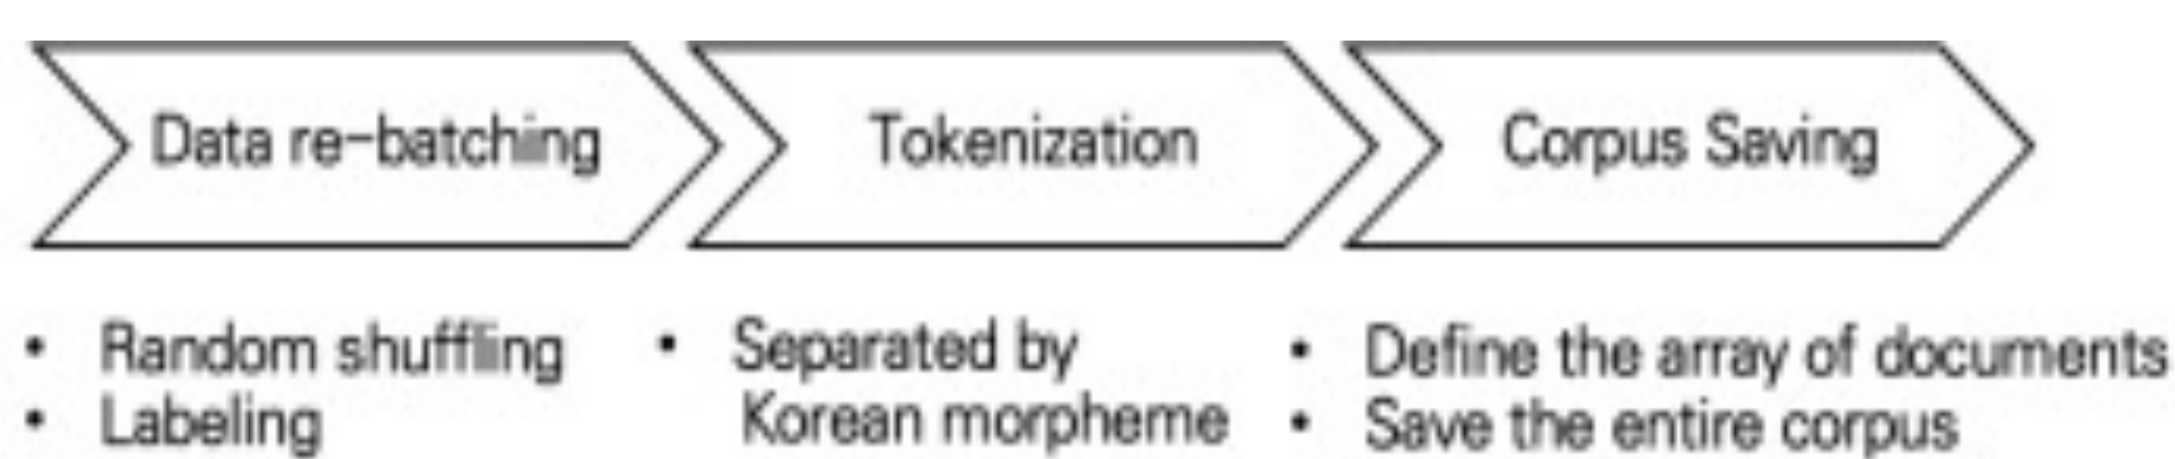 Data re-batching
Tokenization
Corpus Saving
• Random shuffling
• Labeling
• Separated by
Korean morpheme
• Define the array of documents
• Save the entire corpus